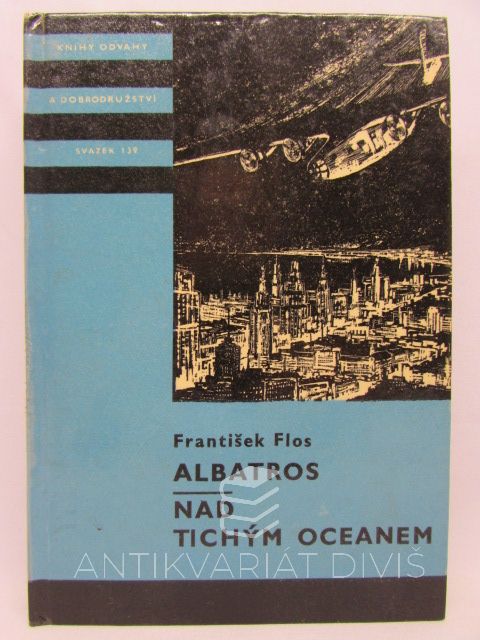 KNIHY ODVAHY
A DOBRODRUŽSTVÍ
SVAZEK 139
František Flos
ALBATROS
NAD
TICHÝM OCEANEM
ANTIKVARIÁT DIVIŠ